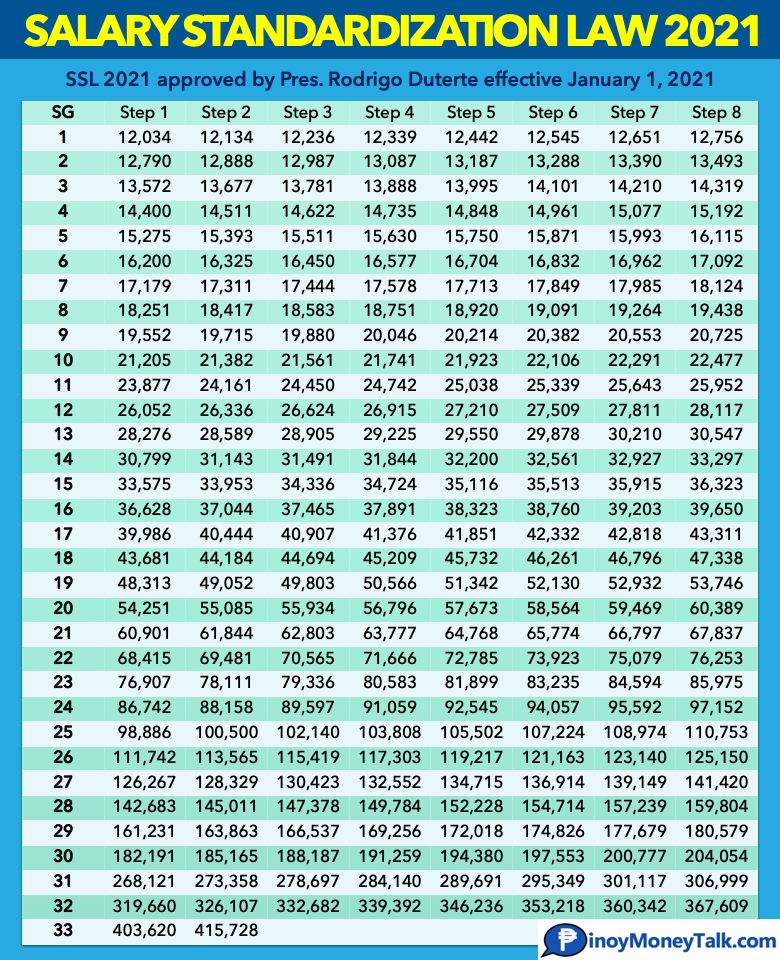 SALARY STANDARDIZATION LAW 2021
SSL 2021 approved by Pres. Rodrigo Duterte effective January 1, 2021
SG Step 1 Step 2 Step 3 Step 4 Step 5 Step 6 Step 7 Step 8
1 12,034 12,134 12,236 12,339 12,442 12,545 12,651 12,756
2 12,790 12,888 12,987 13,087 13,187 13,288 13,390 13,493
3 13,572 13,677 13,781 13,888 13,995 14,101 14,210 14,319
4 14,400 14,511 14,622 14,735 14,848 14,961 15,077 15,192
5 15,275 15,393 15,511 15,630 15,750 15,871 15,993 16,115
6 16,200 16,325 16,450 16,577 16,704 16,832 16,962 17,092
7 17,179 17,311 17,444 17,578 17,713 17,849 17,985 18,124
8 18,251 18,417 18,583 18,751 18,920 19,091 19,264 19,438
9 19,552 19,715 19,880 20,046 20,214 20,382 20,553 20,725
10 21,205 21,382 21,561 21,741 21,923 22,106 22,291 22,477
11 23,877 24,161 24,450 24,742 25,038 25,339 25,643 25,952
12 26,052 26,336 26,624 26,915 27,210 27,509 27,811 28,117
13 28,276 28,589 28,905 29,225 29,550 29,878 30,210 30,547
14 30,799 31,143 31,491 31,844 32,200 32,561 32,927 33,297
15 33,575 33,953 34,336 34,724 35,116 35,513 35,915 36,323
16 36,628 37,044 37,465 37,891 38,323 38,760 39,203 39,650
17 39,986 40,444 40,907 41,376 41,851 42,332 42,818 43,311
18 43,681 44,184 44,694 45,209 45,732 46,261 46,796 47,338
19 48,313 49,052 49,803 50,566 51,342 52,130 52,932 53,746
20 54,251 55,085 55,934 56,796 57,673 58,564 59,469 60,389
21 60,901 61,844 62,803 63,777 64,768 65,774 66,797 67,837
22 68,415 69,481 70,565 71,666 72,785 73,923 75,079 76,253
23 76,907 78,111 79,336 80,583 81,899 83,235 84,594 85,975
24 86,742 88,158 89,597 91,059 92,545 94,057 95,592 97,152
25 98,886 100,500 102,140 103,808 105,502 107,224 108,974 110,753
26 111,742 113,565 115,419 117,303 119,217 121,163 123,140 125,150
27 126,267 128,329 130,423 132,552 134,715 136,914 139,149 141,420
28 142,683 145,011 147,378 149,784 152,228 154,714 157,239 159,804
29 161,231 163,863 166,537 169,256 172,018 174,826 177,679 180,579
30 182,191 185,165 188,187 191,259 194,380 197,553 200,777 204,054
31 268,121 273,358 278,697 284,140 289,691 295,349 301,117 306,999
32 319,660 326,107 332,682 339,392 346,236 353,218 360,342 367,609
33 403,620 415,728
₱inoyMoneyTalk.com